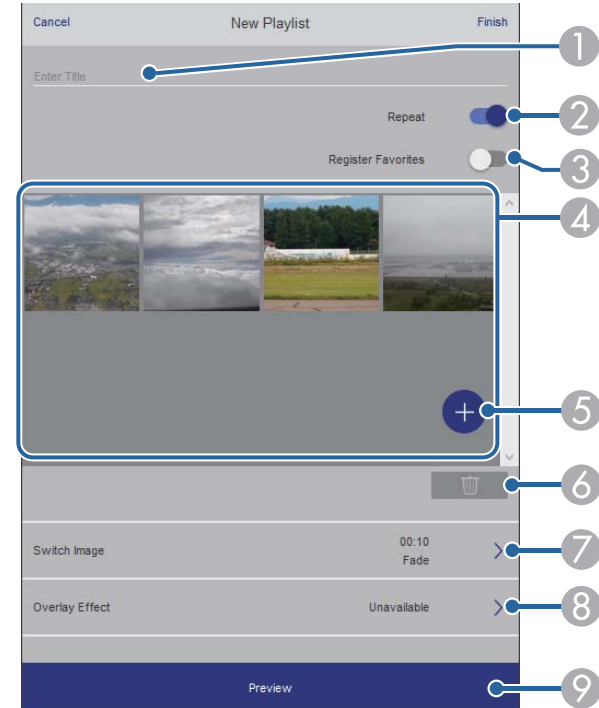 Cancel New Playlist Finish
1
Enter Title
Repeat 2
Register Favorites 3
4
+ 5
6
Switch Image 00:10 7
Fade
Overlay Effect Unavailable 8
Preview 9